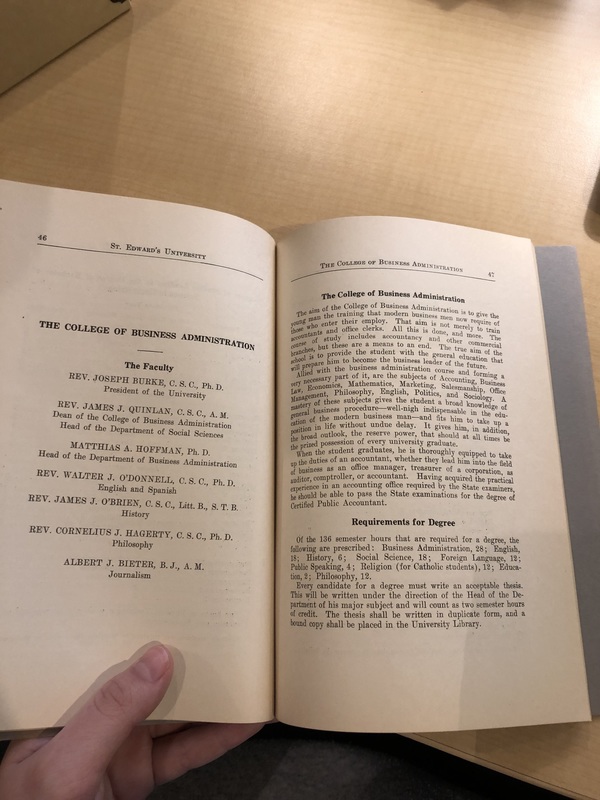 46
ST. EDWARD'S UNIVERSITY
THE COLLEGE OF BUSINESS ADMINISTRATION
The Faculty
REV. JOSEPH BURKE, C. S. C., Ph. D.
President of the University
REV. JAMES J. QUINLAN, C. S. C., A. M.
Dean of the College of Business Administration
Head of the Department of Social Sciences
MATTHIAS A. HOFFMAN, Ph. D.
Head of the Department of Business Administration
REV. WALTER J. O'DONNELL, C. S. C., Ph. D.
English and Spanish
REV. JAMES J. O'BRIEN, C. S. C., Litt. B., S. T. B.
History
REV. CORNELIUS J. HAGERTY, C. S. C., Ph. D.
Philosophy
ALBERT J. BIETER, B. J., A. M.
Journalism
THE COLLEGE OF BUSINESS ADMINISTRATION
47
The College of Business Administration
The aim of the College of Business Administration is to give the
young man the training that modern business men now require of
those who enter their employ. That aim is not merely to train
accountants and office clerks. All this is done, and more. The
course of study includes accountancy and other commercial
branches, but these are a means to an end. The true aim of the
school is to provide the student with the general education that
will prepare him to become the business leader of the future.
Allied with the business administration course and forming a
very necessary part of it, are the subjects of Accounting, Business
Law, Economics, Mathematics, Marketing, Salesmanship, Office
Management, Philosophy, English, Politics, and Sociology. A
mastery of these subjects gives the student a broad knowledge of
general business procedure—well-nigh indispensable in the edu-
cation of the modern business man—and fits him to take up a
position in life without undue delay. It gives him, in addition,
the broad outlook, the reserve power, that should at all times be
the prized possession of every university graduate.
When the student graduates, he is thoroughly equipped to take
up the duties of an accountant, whether they lead him into the field
of business as an office manager, treasurer of a corporation, as
auditor, comptroller, or accountant. Having acquired the practical
experience in an accounting office required by the State examiners,
he should be able to pass the State examinations for the degree of
Certified Public Accountant.
Requirements for Degree
Of the 136 semester hours that are required for a degree, the
following are prescribed: Business Administration, 28; English,
18; History, 6; Social Science, 18; Foreign Language, 12;
Public Speaking, 4; Religion (for Catholic students), 12; Educa-
tion, 2; Philosophy, 12.
Every candidate for a degree must write an acceptable thesis.
This will be written under the direction of the Head of the De-
partment of his major subject and will count as two semester hours
of credit. The thesis shall be written in duplicate form, and a
bound copy shall be placed in the University Library.